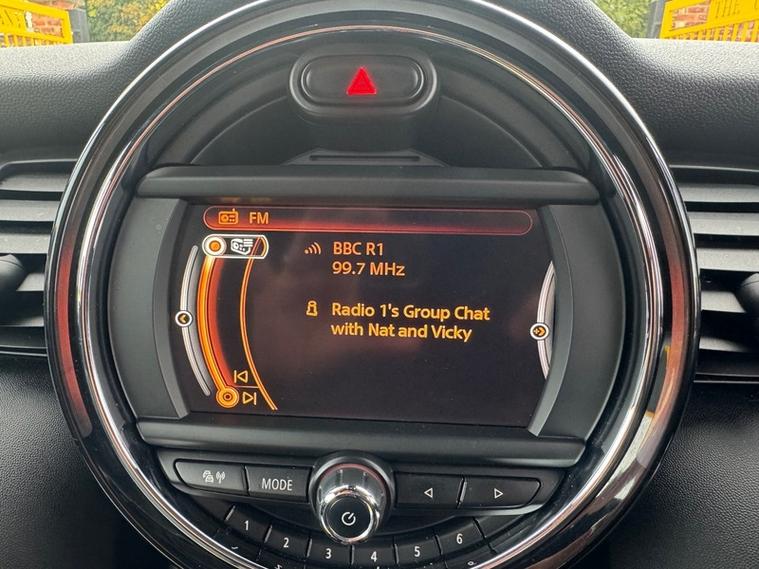 THE C
FM
BBC R1
99.7 MHz
Radio 1's Group Chat
with Nat and Vicky
MODE
1 2 3 4 5 6